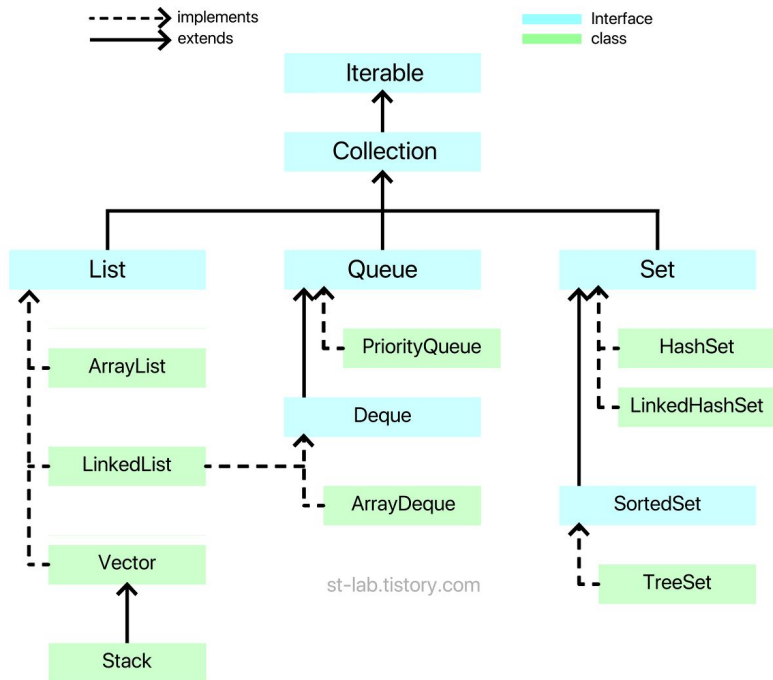 implements
extends
Interface
class
Iterable
Collection
List
Queue
Set
ArrayList
PriorityQueue
HashSet
LinkedHashSet
Deque
LinkedList
ArrayDeque
SortedSet
Vector
TreeSet
st-lab.tistory.com
Stack